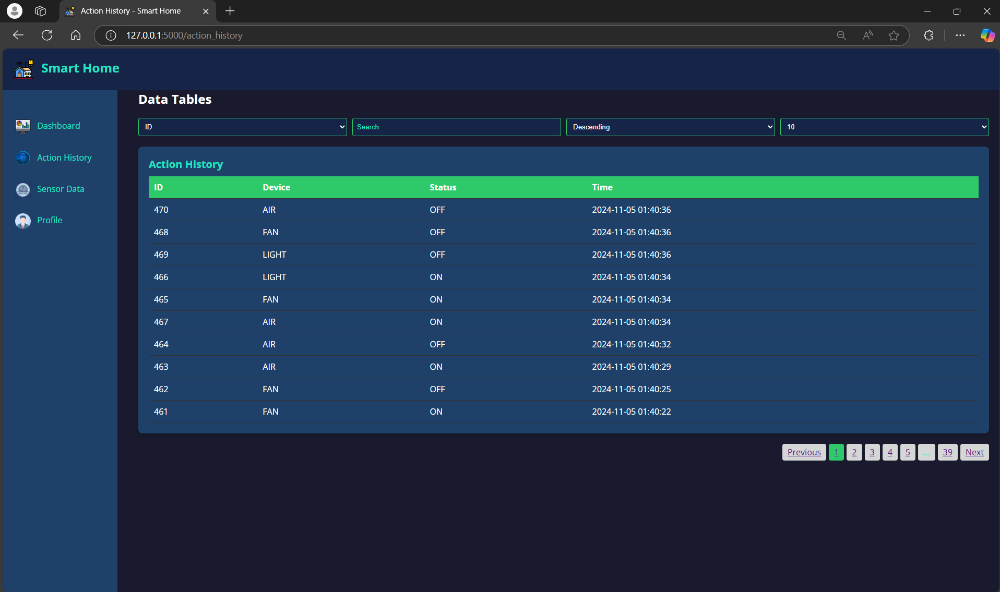 Action History - Smart Home
127.0.0.1:5000/action_history
Smart Home
Dashboard
Action History
Sensor Data
Profile
Data Tables
ID Search Descending 10
Action History
ID Device Status Time
470 AIR OFF 2024-11-05 01:40:36
468 FAN OFF 2024-11-05 01:40:36
469 LIGHT OFF 2024-11-05 01:40:36
466 LIGHT ON 2024-11-05 01:40:34
465 FAN ON 2024-11-05 01:40:34
467 AIR ON 2024-11-05 01:40:34
464 AIR OFF 2024-11-05 01:40:32
463 AIR ON 2024-11-05 01:40:29
462 FAN OFF 2024-11-05 01:40:25
461 FAN ON 2024-11-05 01:40:22
Previous 1 2 3 4 5 ... 39 Next